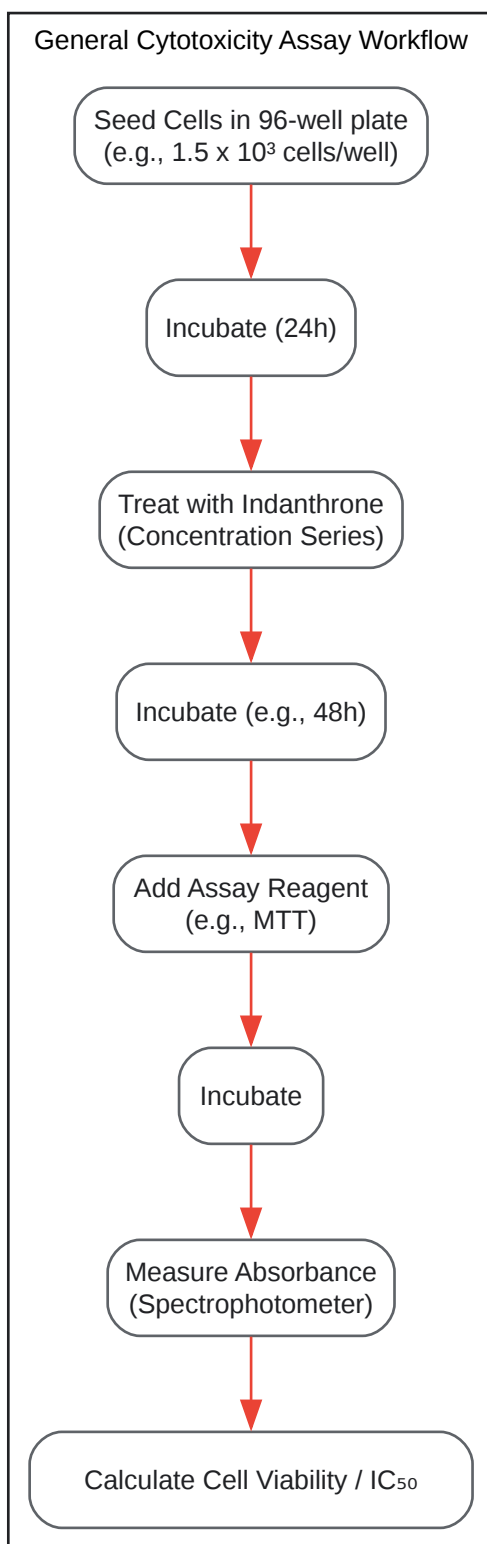 General Cytotoxicity Assay Workflow
Seed Cells in 96-well plate
(e.g., 1.5 x 10³ cells/well)
Incubate (24h)
Treat with Indanthrone
(Concentration Series)
Incubate (e.g., 48h)
Add Assay Reagent
(e.g., MTT)
Incubate
Measure Absorbance
(Spectrophotometer)
Calculate Cell Viability / IC₅₀